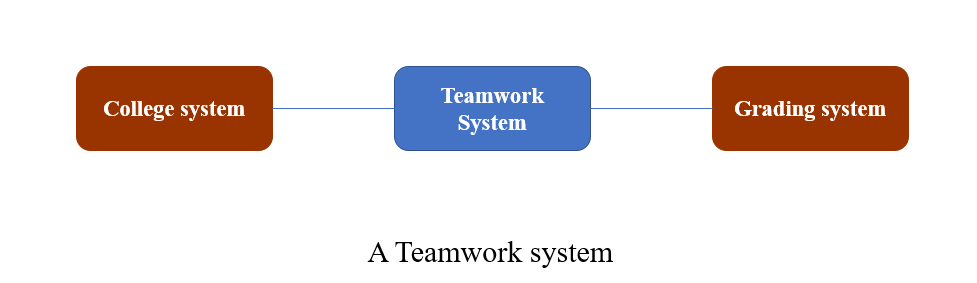 College system
Teamwork
System
Grading system
A Teamwork system